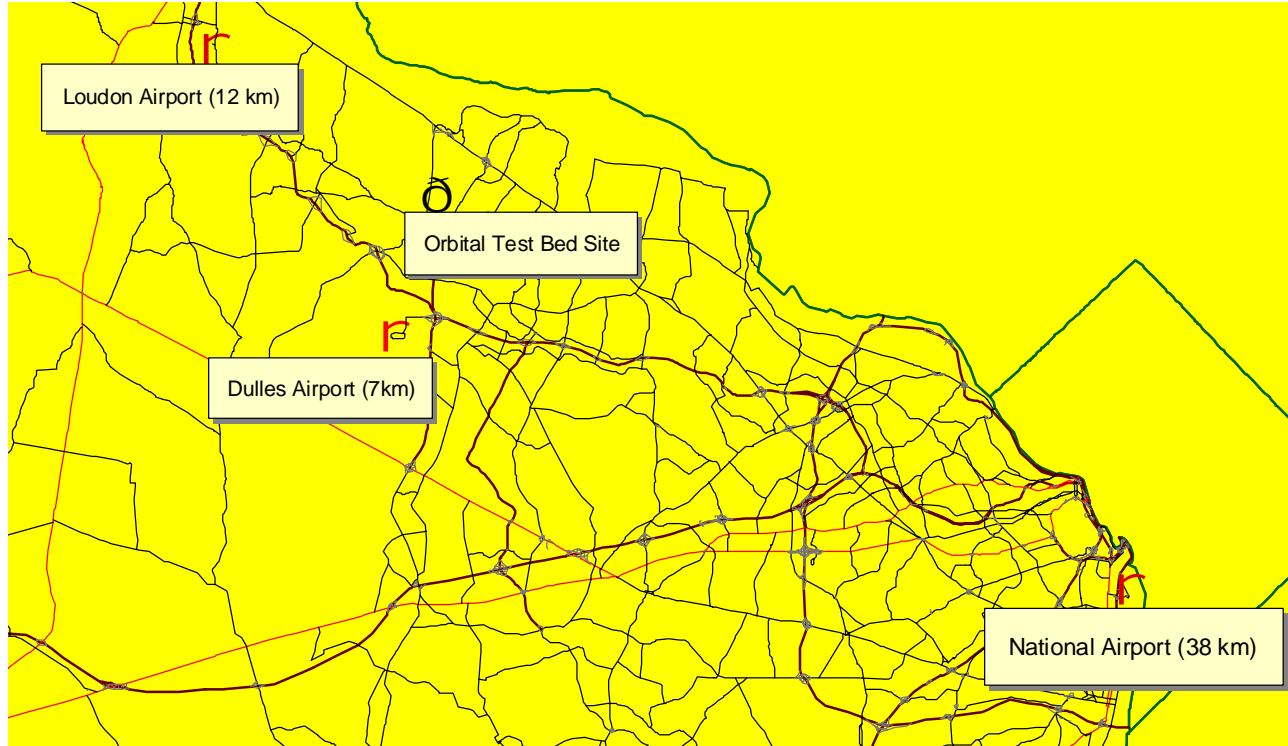 r
Loudon Airport (12 km)
ð
Orbital Test Bed Site
r
Dulles Airport (7km)
r
National Airport (38 km)